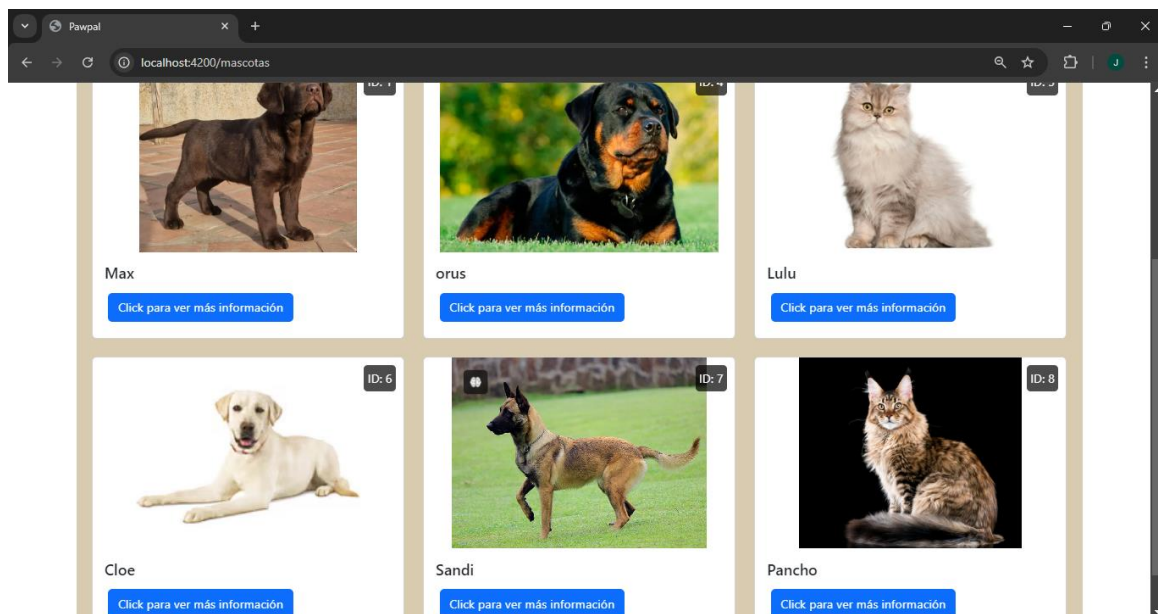 Pawpal
localhost:4200/mascotas
J
ID: 4
Max
orus
Lulu
Click para ver más información
Click para ver más información
Click para ver más información
ID: 6
ID: 7
ID: 8
Cloe
Sandi
Pancho
Click para ver más información
Click para ver más información
Click para ver más información